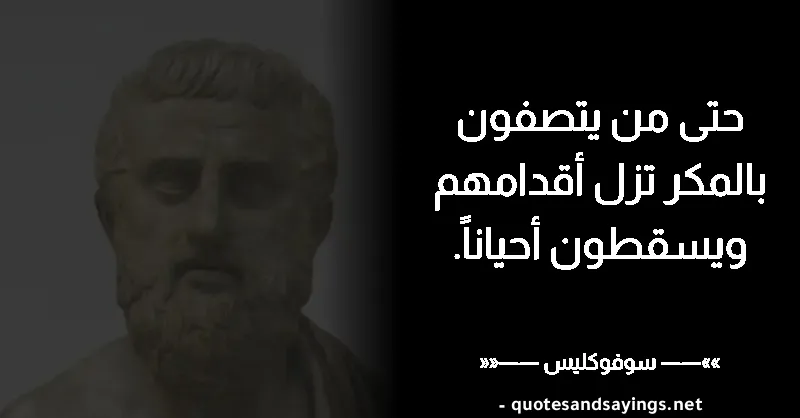 حتى من يتصفون
بالمكر تزل أقدامهم
ويسقطون أحياناً.
»»—— سوفوكليس ——««
- quotesandsayings.net